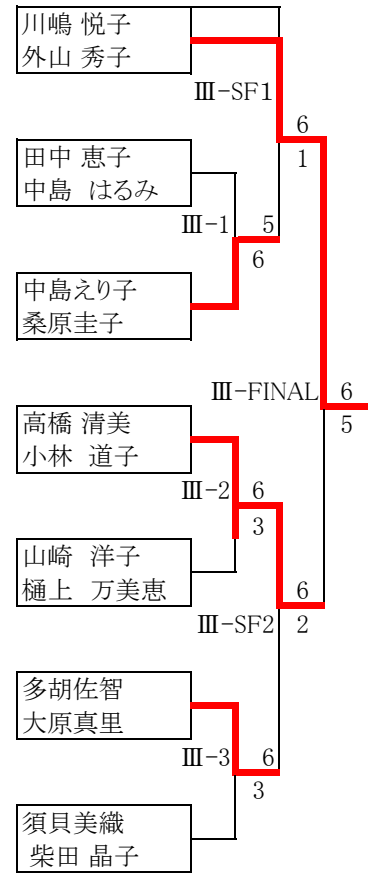 川嶋 悦子
外山 秀子
Ⅲ-SF1
6
1
田中 恵子
中島 はるみ
Ⅲ-1
5
6
中島えり子
桑原圭子
Ⅲ-FINAL
6
5
高橋 清美
小林 道子
Ⅲ-2
6
3
山崎 洋子
樋上 万美恵
Ⅲ-SF2
6
2
多胡佐智
大原真里
Ⅲ-3
6
3
須貝美織
柴田 晶子